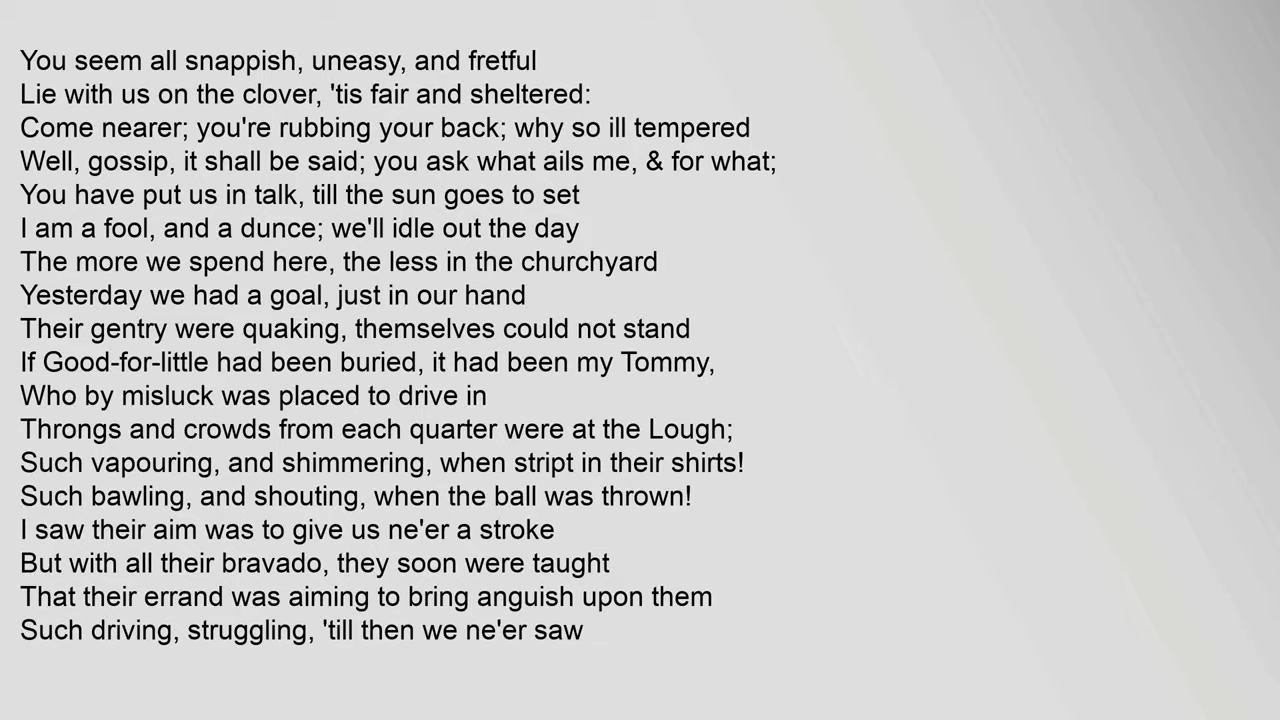 You seem all snappish, uneasy, and fretful
Lie with us on the clover, 'tis fair and sheltered:
Come nearer; you're rubbing your back; why so ill tempered
Well, gossip, it shall be said; you ask what ails me, & for what;
You have put us in talk, till the sun goes to set
I am a fool, and a dunce; we'll idle out the day
The more we spend here, the less in the churchyard
Yesterday we had a goal, just in our hand
Their gentry were quaking, themselves could not stand
If Good-for-little had been buried, it had been my Tommy,
Who by misluck was placed to drive in
Throngs and crowds from each quarter were at the Lough;
Such vapouring, and shimmering, when stript in their shirts!
Such bawling, and shouting, when the ball was thrown!
I saw their aim was to give us ne'er a stroke
But with all their bravado, they soon were taught
That their errand was aiming to bring anguish upon them
Such driving, struggling, 'till then we ne'er saw